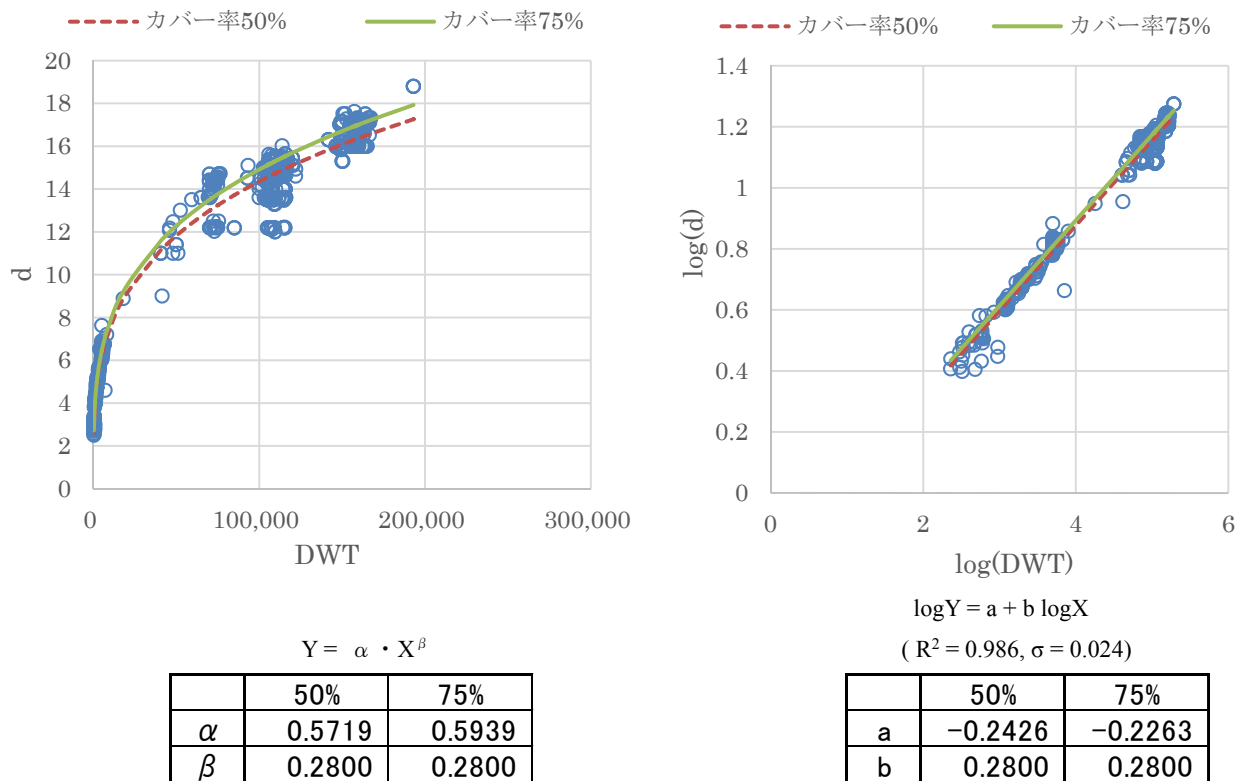 カバー率50% カバー率75%
20
18
16
14
12
10
8
6
4
2
0
d
0 100,000 200,000 300,000
DWT
Y = α・X^β
50% 75%
α 0.5719 0.5939
β 0.2800 0.2800
カバー率50% カバー率75%
1.4
1.2
1
0.8
0.6
0.4
0.2
0
log(d)
0 2 4 6
log(DWT)
logY = a + b logX
( R² = 0.986, σ = 0.024)
50% 75%
a −0.2426 −0.2263
b 0.2800 0.2800